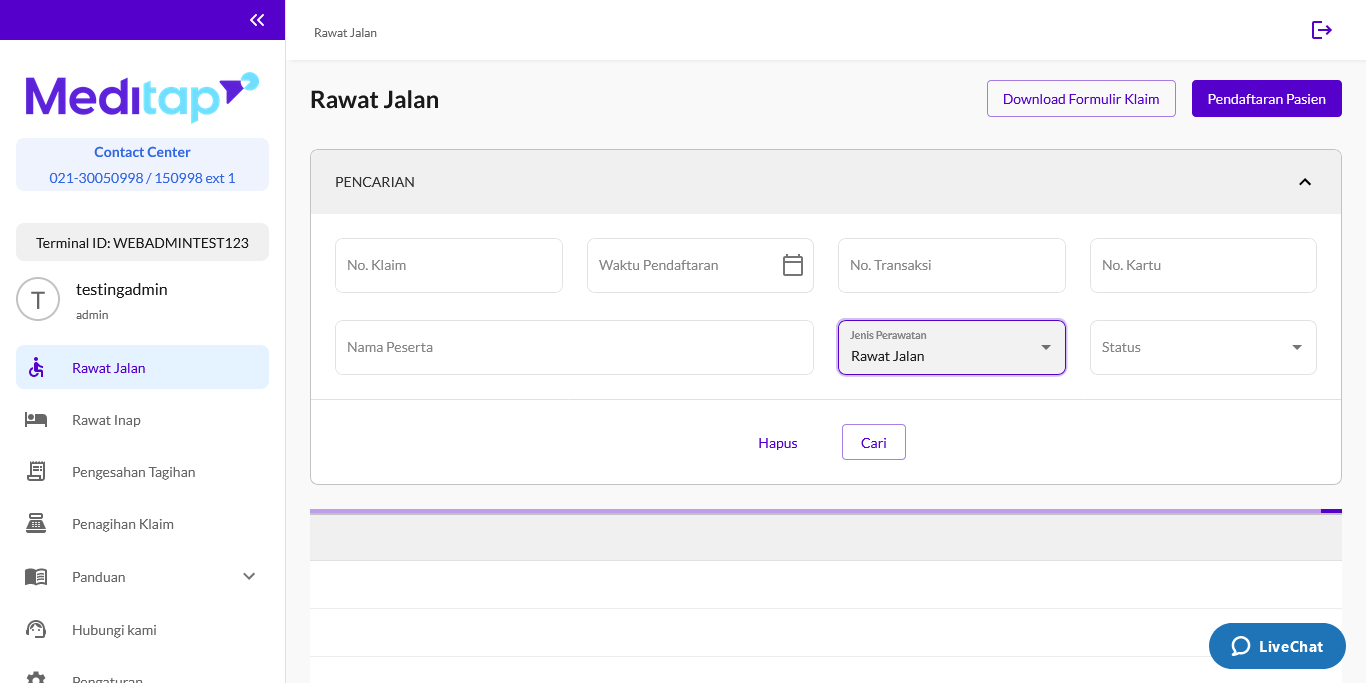 Rawat Jalan
Meditap
Contact Center
021-30050998 / 150998 ext 1
Terminal ID: WEBADMINTEST123
T
testingadmin
admin
Rawat Jalan
Rawat Inap
Pengesahan Tagihan
Penagihan Klaim
Panduan
Hubungi kami
Pengaturan
Rawat Jalan
Download Formulir Klaim
Pendaftaran Pasien
PENCARIAN
No. Klaim
Waktu Pendaftaran
No. Transaksi
No. Kartu
Nama Peserta
Jenis Perawatan
Rawat Jalan
Status
Hapus
Cari
LiveChat